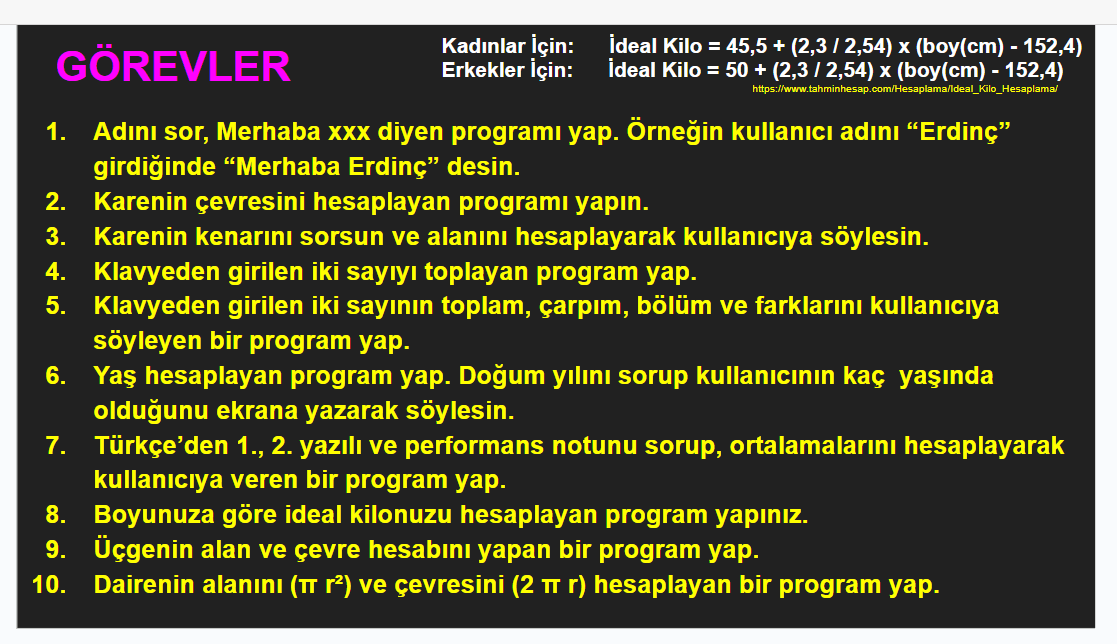 GÖREVLER
Kadınlar İçin: İdeal Kilo = 45,5 + (2,3 / 2,54) x (boy(cm) - 152,4)
Erkekler İçin: İdeal Kilo = 50 + (2,3 / 2,54) x (boy(cm) - 152,4)
https://www.tahminhesap.com/Hesaplama/Ideal_Kilo_Hesaplama/
1. Adını sor, Merhaba xxx diyen programı yap. Örneğin kullanıcı adını “Erdinç”
girdiğinde “Merhaba Erdinç” desin.
2. Karenin çevresini hesaplayan programı yapın.
3. Karenin kenarını sorsun ve alanını hesaplayarak kullanıcıya söylesin.
4. Klavyeden girilen iki sayıyı toplayan program yap.
5. Klavyeden girilen iki sayının toplam, çarpım, bölüm ve farklarını kullanıcıya
söyleyen bir program yap.
6. Yaş hesaplayan program yap. Doğum yılını sorup kullanıcının kaç yaşında
olduğunu ekrana yazarak söylesin.
7. Türkçe’den 1., 2. yazılı ve performans notunu sorup, ortalamalarını hesaplayarak
kullanıcıya veren bir program yap.
8. Boyunuza göre ideal kilonuzu hesaplayan program yapınız.
9. Üçgenin alan ve çevre hesabını yapan bir program yap.
10. Dairenin alanını (π r²) ve çevresini (2 π r) hesaplayan bir program yap.